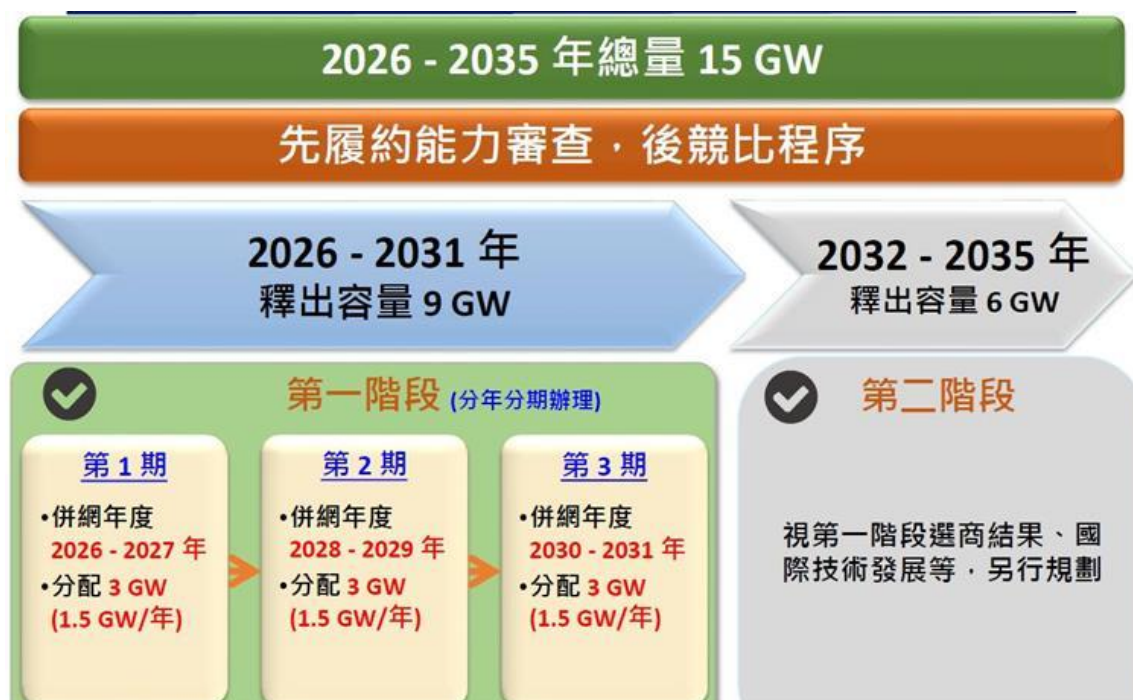 2026 - 2035 年總量 15 GW
先履約能力審查，後競比程序
2026 - 2031 年
釋出容量 9 GW
2032 - 2035 年
釋出容量 6 GW
第一階段 (分年分期辦理)
第 1 期
•併網年度
2026 - 2027 年
•分配 3 GW
(1.5 GW/年)
第 2 期
•併網年度
2028 - 2029 年
•分配 3 GW
(1.5 GW/年)
第 3 期
•併網年度
2030 - 2031 年
•分配 3 GW
(1.5 GW/年)
第二階段
視第一階段選商結果、國
際技術發展等，另行規劃